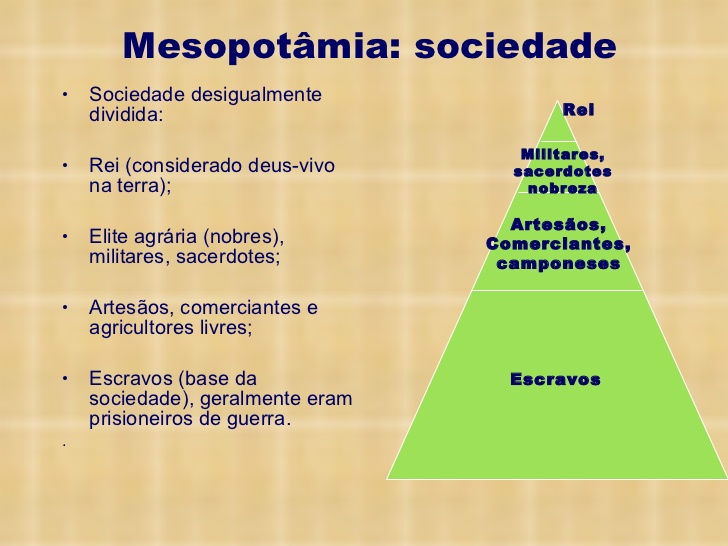 Mesopotâmia: sociedade
• Sociedade desigualmente
dividida:
• Rei (considerado deus-vivo
na terra);
• Elite agrária (nobres),
militares, sacerdotes;
• Artesãos, comerciantes e
agricultores livres;
• Escravos (base da
sociedade), geralmente eram
prisioneiros de guerra.
.
Rei
Militares,
sacerdotes
nobreza
Artesãos,
Comerciantes,
camponeses
Escravos